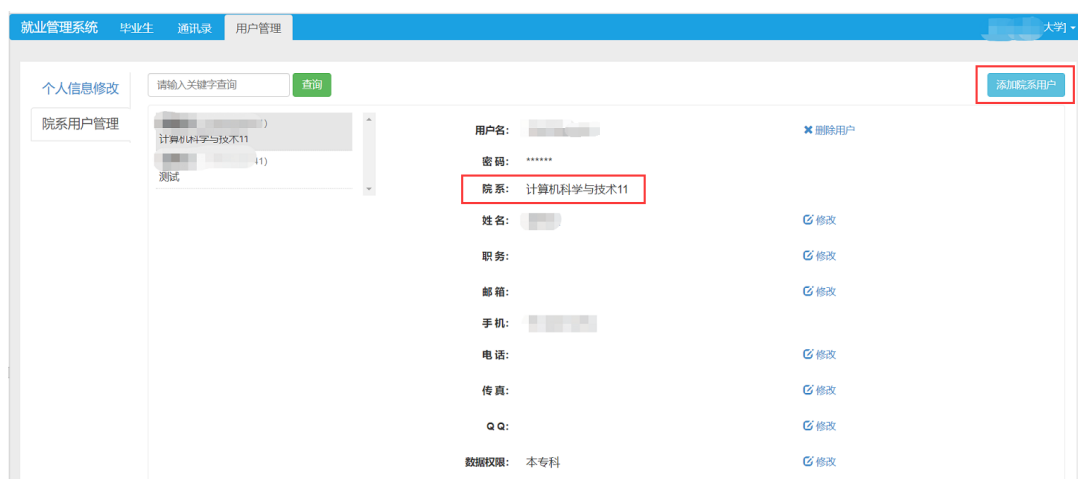 就业管理系统 毕业生 通讯录 用户管理 大学]
个人信息修改
院系用户管理
请输入关键字查询 查询 添加院系用户
)
计算机科学与技术11
41)
测试
用户名: 删除用户
密码: ******
院系: 计算机科学与技术11
姓名: 修改
职务: 修改
邮箱: 修改
手机:
电话: 修改
传真: 修改
QQ: 修改
数据权限: 本专科 修改